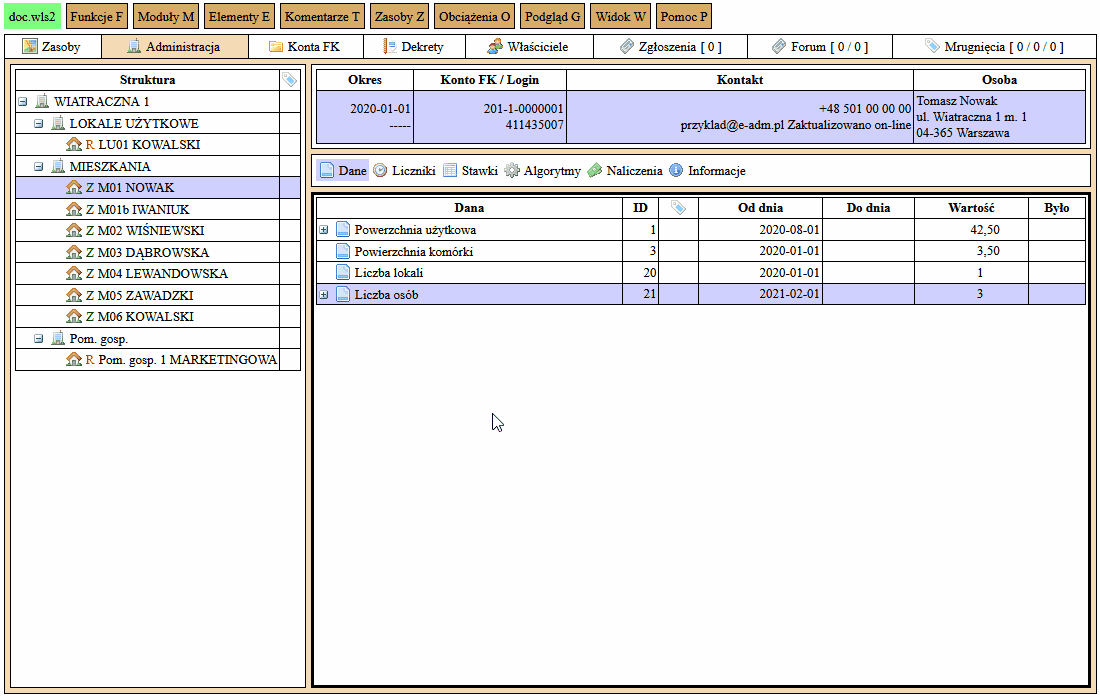 doc.wls2 Funkcje F Moduły M Elementy E Komentarze T Zasoby Z Obciążenia O Podgląd G Widok W Pomoc P
Zasoby Administracja Konta FK Dekrety Właściciele Zgłoszenia [ 0 ] Forum [ 0 / 0 ] Mrugnięcia [ 0 / 0 / 0 ]
Struktura
WIATRACZNA 1
LOKALE UŻYTKOWE
R LU01 KOWALSKI
MIESZKANIA
Z M01 NOWAK
Z M01b IWANIUK
Z M02 WIŚNIEWSKI
Z M03 DĄBROWSKA
Z M04 LEWANDOWSKA
Z M05 ZAWADZKI
Z M06 KOWALSKI
Pom. gosp.
R Pom. gosp. 1 MARKETINGOWA
Okres Konto FK / Login Kontakt Osoba
2020-01-01 201-1-0000001 +48 501 00 00 00 Tomasz Nowak
----- 411435007 przyklad@e-adm.pl Zaktualizowano on-line ul. Wiatraczna 1 m. 1
04-365 Warszawa
Dane Liczniki Stawki Algorytmy Naliczenia Informacje
Dana ID Od dnia Do dnia Wartość Było
Powerzchnia użytkowa 1 2020-08-01 42,50
Powierzchnia komórki 3 2020-01-01 3,50
Liczba lokali 20 2020-01-01 1
Liczba osób 21 2021-02-01 3